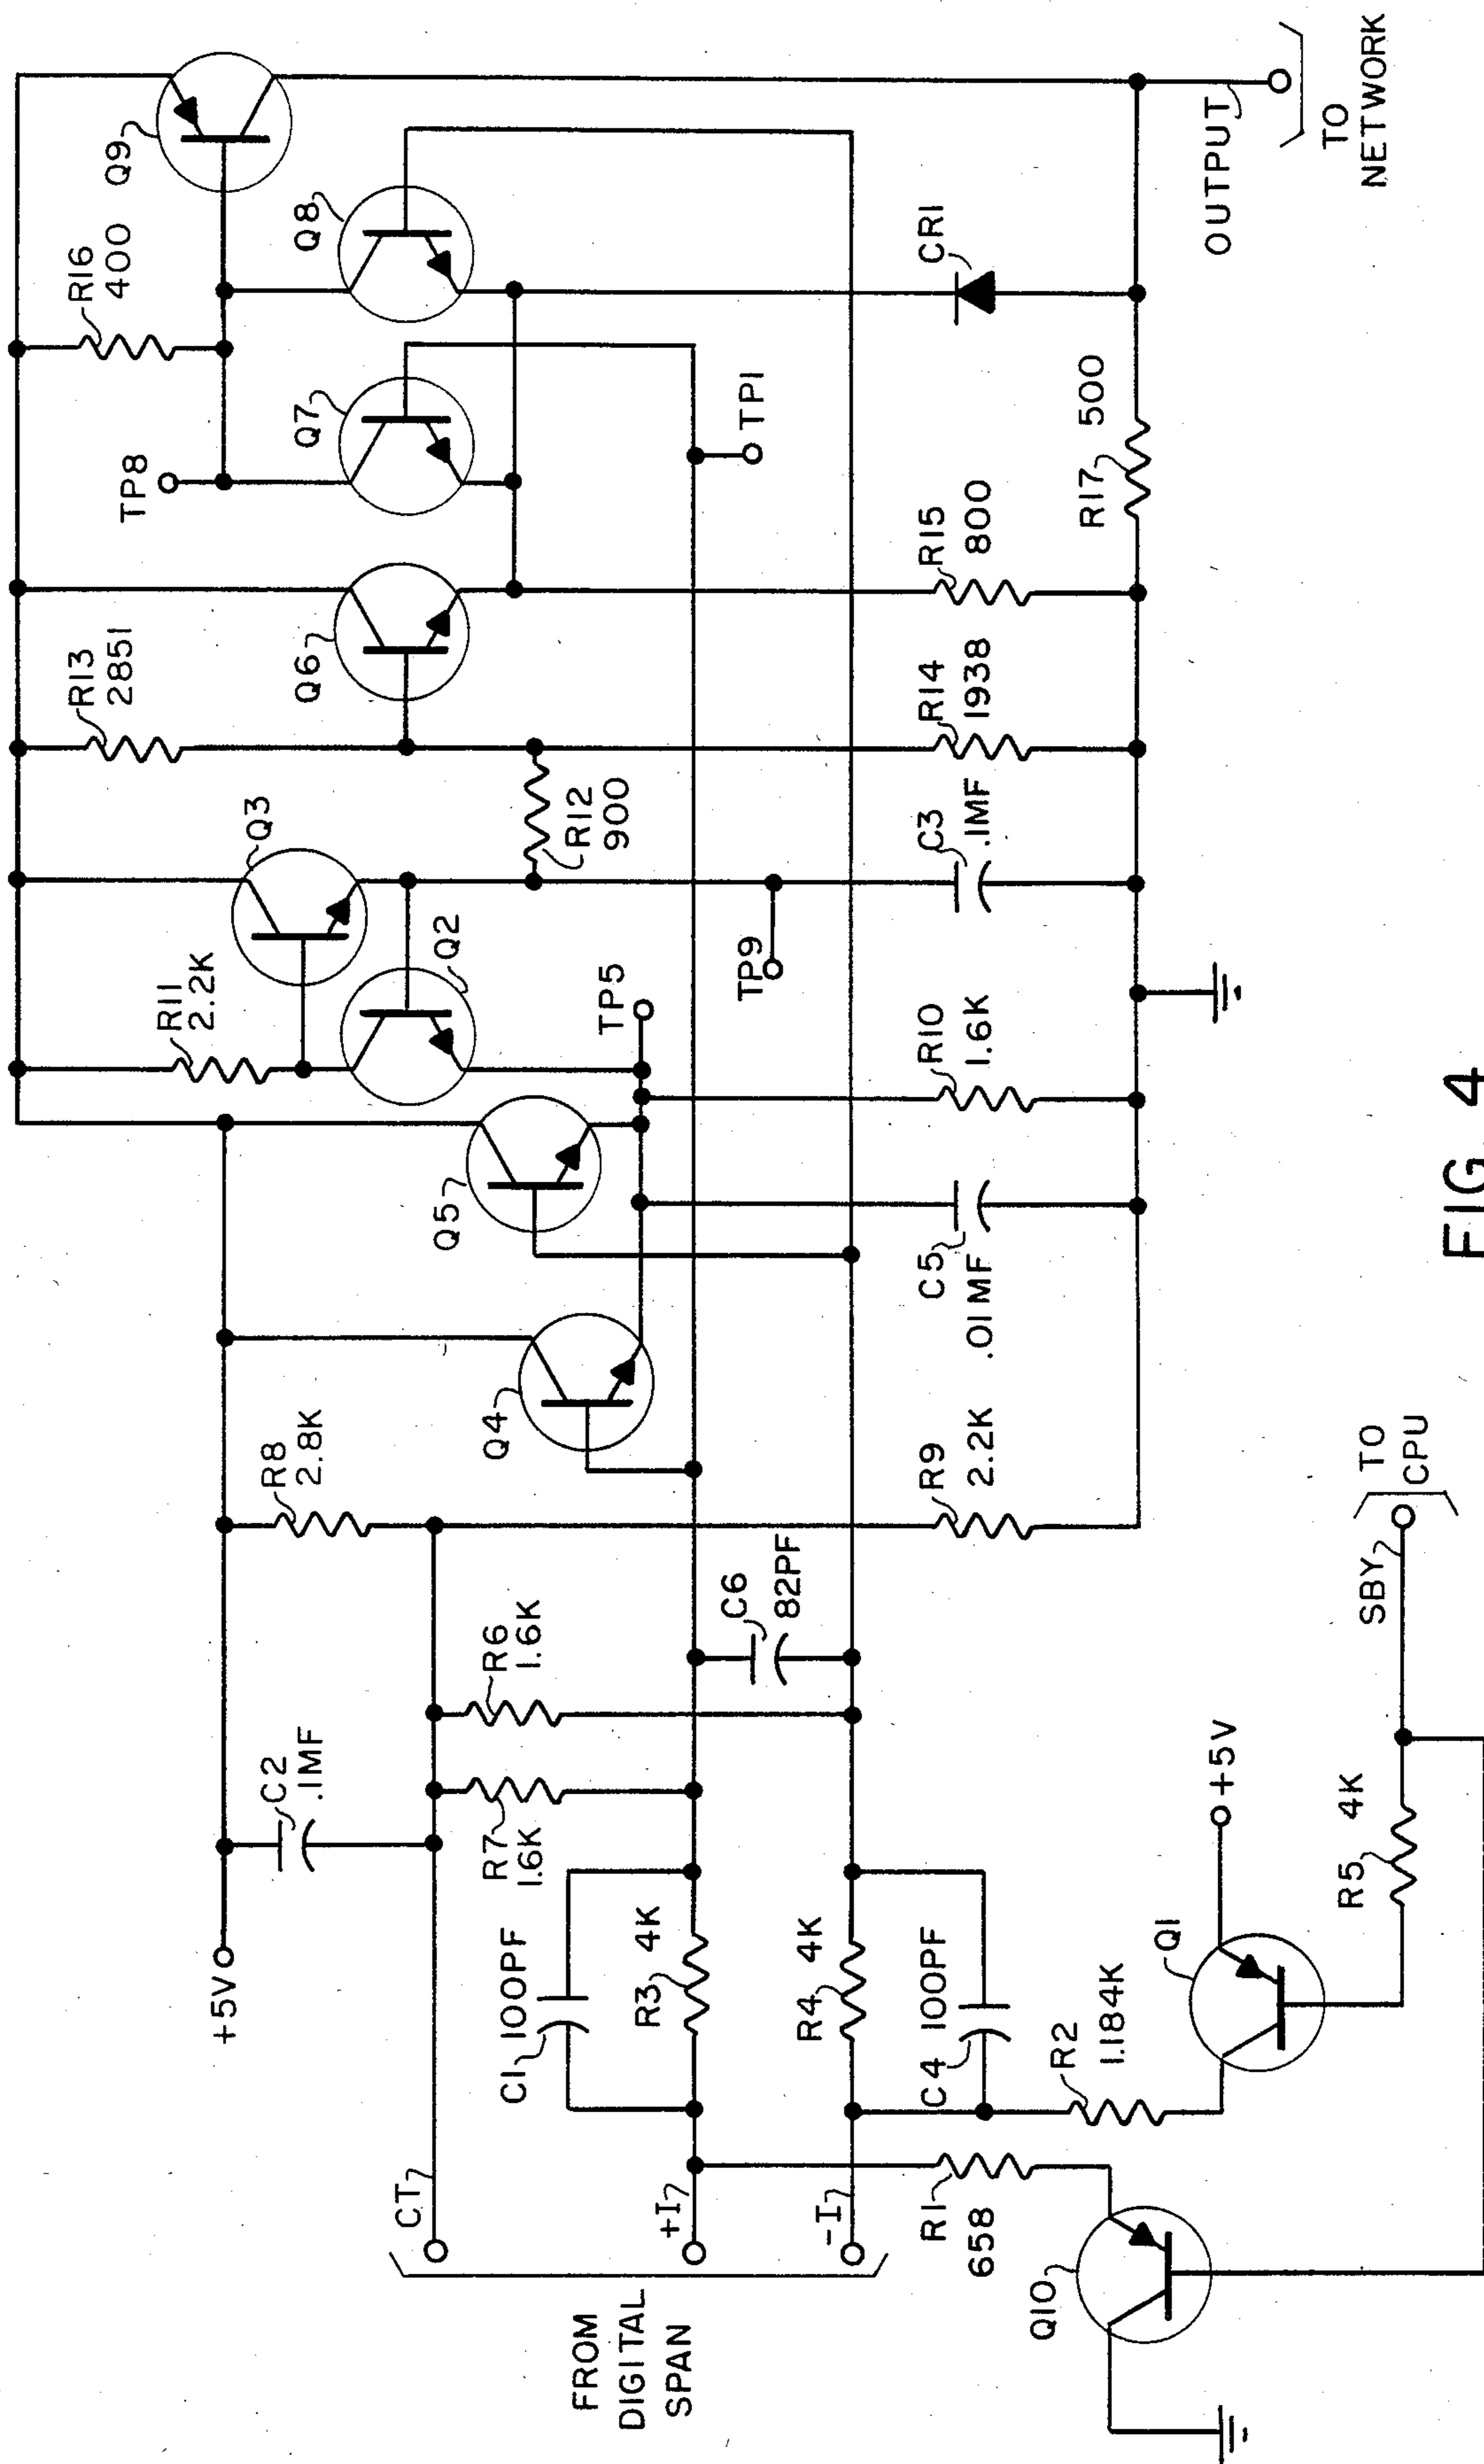 Q9
R16
400
Q8
TP8
Q7
R13
2851
Q6
Q3
R11
2.2K
Q2
R12
900
TP5
TP9
TP1
Q5
Q4
R8
2.8K
+5V
C2
.1MF
CT
R7
1.6K
R6
1.6K
C6
82PF
C1
100PF
R3
4K
R4
4K
C4
100PF
+I
-I
FROM
DIGITAL
SPAN
R9
2.2K
C5
.01MF
R10
1.6K
C3
.1MF
R14
1938
R15
800
CR1
R17
500
OUTPUT
TO
NETWORK
R1
658
R2
1.184K
Q10
Q1
+5V
R5
4K
SBY
TO
CPU
FIG. 4